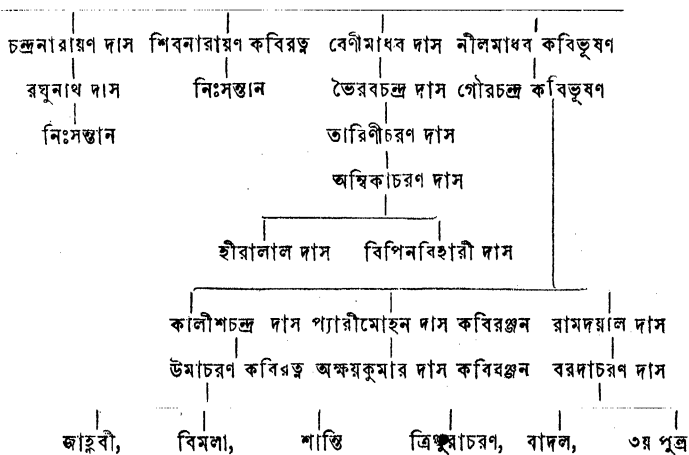 চন্দ্রনারায়ণ দাস শিবনারায়ণ কবিরত্ন বেণীমাধব দাস নীলমাধব কবিভূষণ
রঘুনাথ দাস নিঃসন্তান ভৈরবচন্দ্র দাস গৌরচন্দ্র কবিভূষণ
নিঃসন্তান তারিণীচরণ দাস
অম্বিকাচরণ দাস
হীরালাল দাস বিপিনবিহারী দাস
কালীশচন্দ্র দাস প্যারীমোহন দাস কবিরঞ্জন রামদয়াল দাস
উমাচরণ কবিরত্ন অক্ষয়কুমার দাস কবিরঞ্জন বরদাচরণ দাস
জাহ্নবী, বিমলা, শান্তি ত্রিপুরাচরণ, বাদল, ৩য় পুত্র